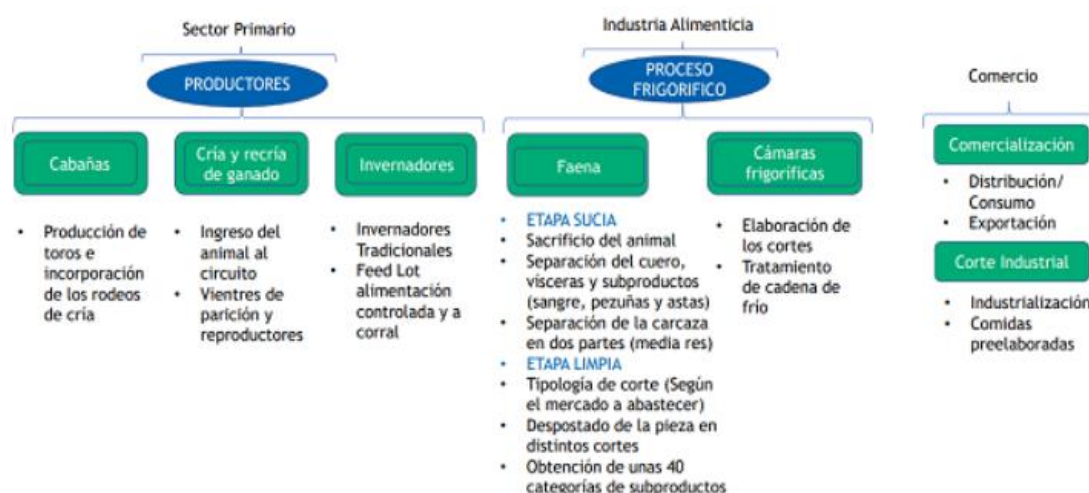 Sector Primario
PRODUCTORES
Cabañas
Producción de
toros e
incorporación
de los rodeos
de cría
Cría y recría
de ganado
Ingreso del
animal al
circuito
Vientres de
parición y
reproductores
Invernadores
Invernadores
Tradicionales
Feed Lot
alimentación
controlada y a
corral
Industria Alimenticia
PROCESO
FRIGORIFICO
Faena
ETAPA SUCIA
Sacrificio del animal
Separación del cuero,
vísceras y subproductos
(sangre, pezuñas y astas)
Separación de la carcaza
en dos partes (media res)
ETAPA LIMPIA
Tipología de corte (Según
el mercado a abastecer)
Despostado de la pieza en
distintos cortes
Obtención de unas 40
categorías de subproductos
Cámaras
frigoríficas
Elaboración de
los cortes
Tratamiento
de cadena de
frío
Comercio
Comercialización
Distribución/
Consumo
Exportación
Corte Industrial
Industrialización
Comidas
preelaboradas